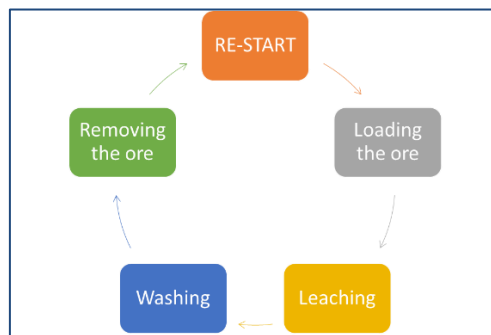 RE-START
Loading
the ore
Leaching
Washing
Removing
the ore